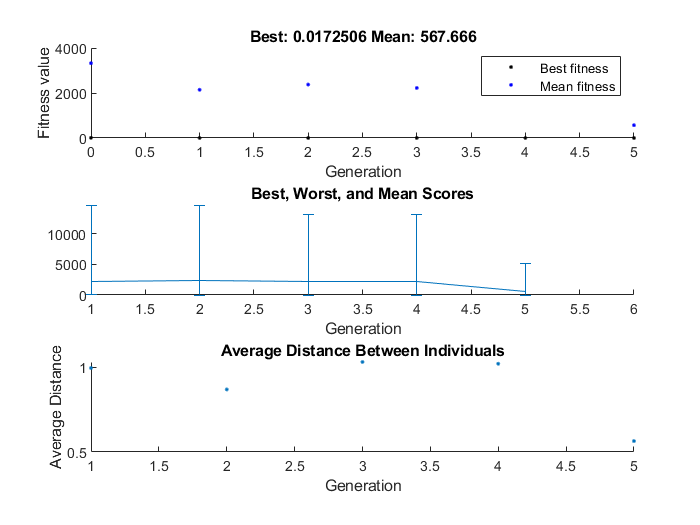 Best: 0.0172506 Mean: 567.666
4000
2000
0
Fitness value
Best fitness
Mean fitness
0 0.5 1 1.5 2 2.5 3 3.5 4 4.5 5
Generation
Best, Worst, and Mean Scores
10000
5000
0
1 1.5 2 2.5 3 3.5 4 4.5 5 5.5 6
Generation
Average Distance Between Individuals
1
0.5
Average Distance
1 1.5 2 2.5 3 3.5 4 4.5 5
Generation